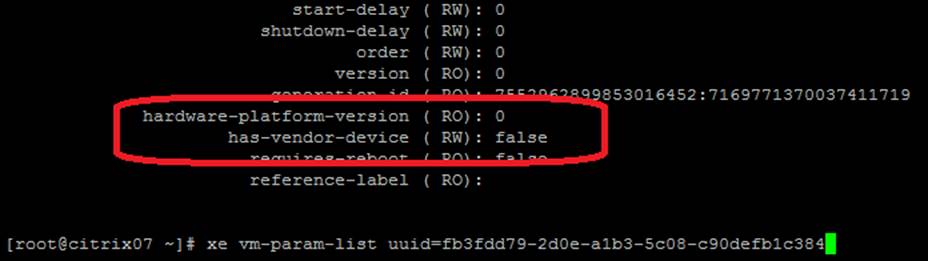 start-delay ( RW): 0
shutdown-delay ( RW): 0
order ( RW): 0
version ( RO): 0
generation-id ( RO): 7552962899853016452:7169771370037411719
hardware-platform-version ( RO): 0
has-vendor-device ( RW): false
requires-reboot ( RO): false
reference-label ( RO):
[root@citrix07 ~]# xe vm-param-list uuid=fb3fdd79-2d0e-a1b3-5c08-c90defb1c384